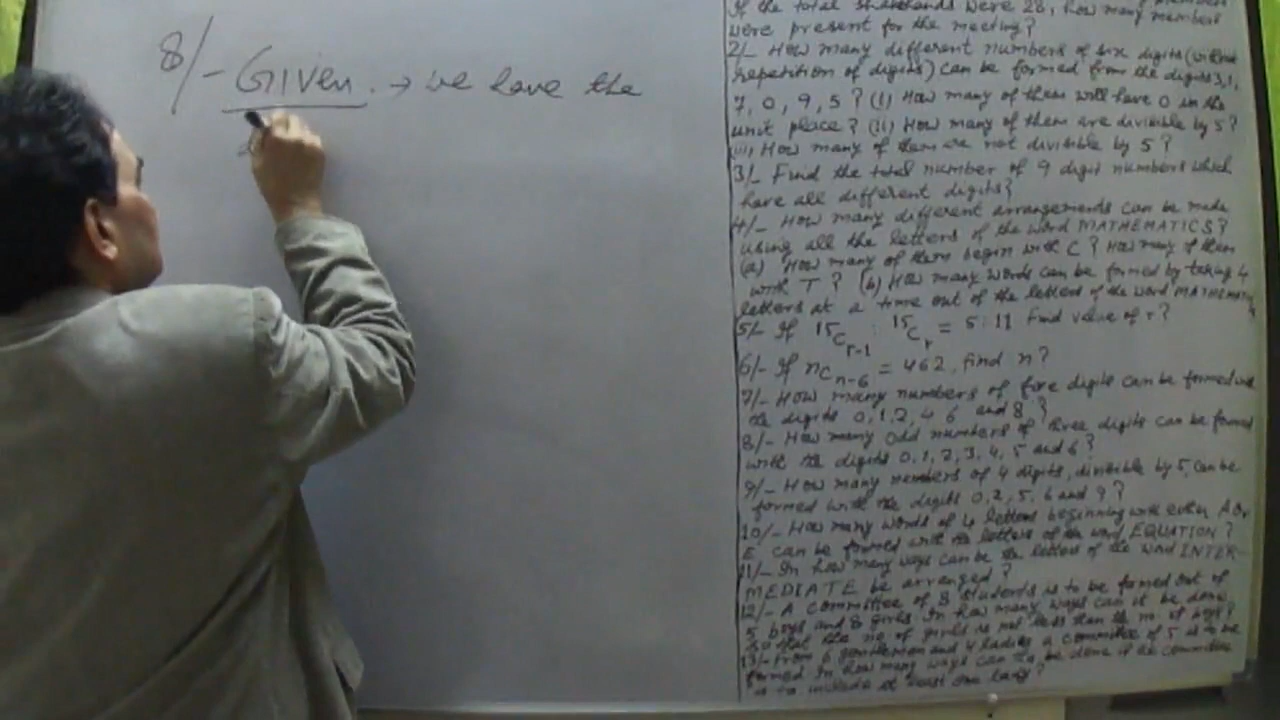 8/- Given. → we have the
If the total
were present for the meeting?
2/- How many different numbers of six digits (without
repetition of digits) can be formed from the digits 3, 1,
7, 0, 9, 5? (i) How many of them will have 0 in the
unit place? (ii) How many of them are divisible by 5?
(iii) How many of them are not divisible by 5?
3/- Find the total number of 9 digit numbers which
have all different digits?
4/- How many different arrangements can be made
using all the letters of the word MATHEMATICS?
(a) How many of them begin with C? How many of them
with T? (b) How many words can be formed by taking 4
letters at a time out of the letters of the word
5/- If 15Cr-1 : 15Cr = 5:11 Find value of r?
6/- If nCn-6 = 462, find n?
7/- How many numbers of five digits can be formed with
the digits 0, 1, 2, 4 6 and 8?
8/- How many odd numbers of three digits can be formed
with the digits 0, 1, 2, 3, 4, 5 and 6?
9/- How many numbers of 4 digits, divisible by 5, can be
formed with the digits 0, 2, 5, 6 and 9?
10/- How many words of 4 letters beginning with either A or
E can be formed with the letters of the word EQUATION?
11/- In how many ways can be the letters of the word INTER-
MEDIATE be arranged?
12/- A committee of 8 students is to be formed out of
5 boys and 8 girls. In how many ways can it be done
so that the no of girls is not less than the no. of boys?
13/- From 6 gentlemen and 4 ladies a committee of 5 is to be
formed In how many ways can be done if the committee
is to include at least one lady?